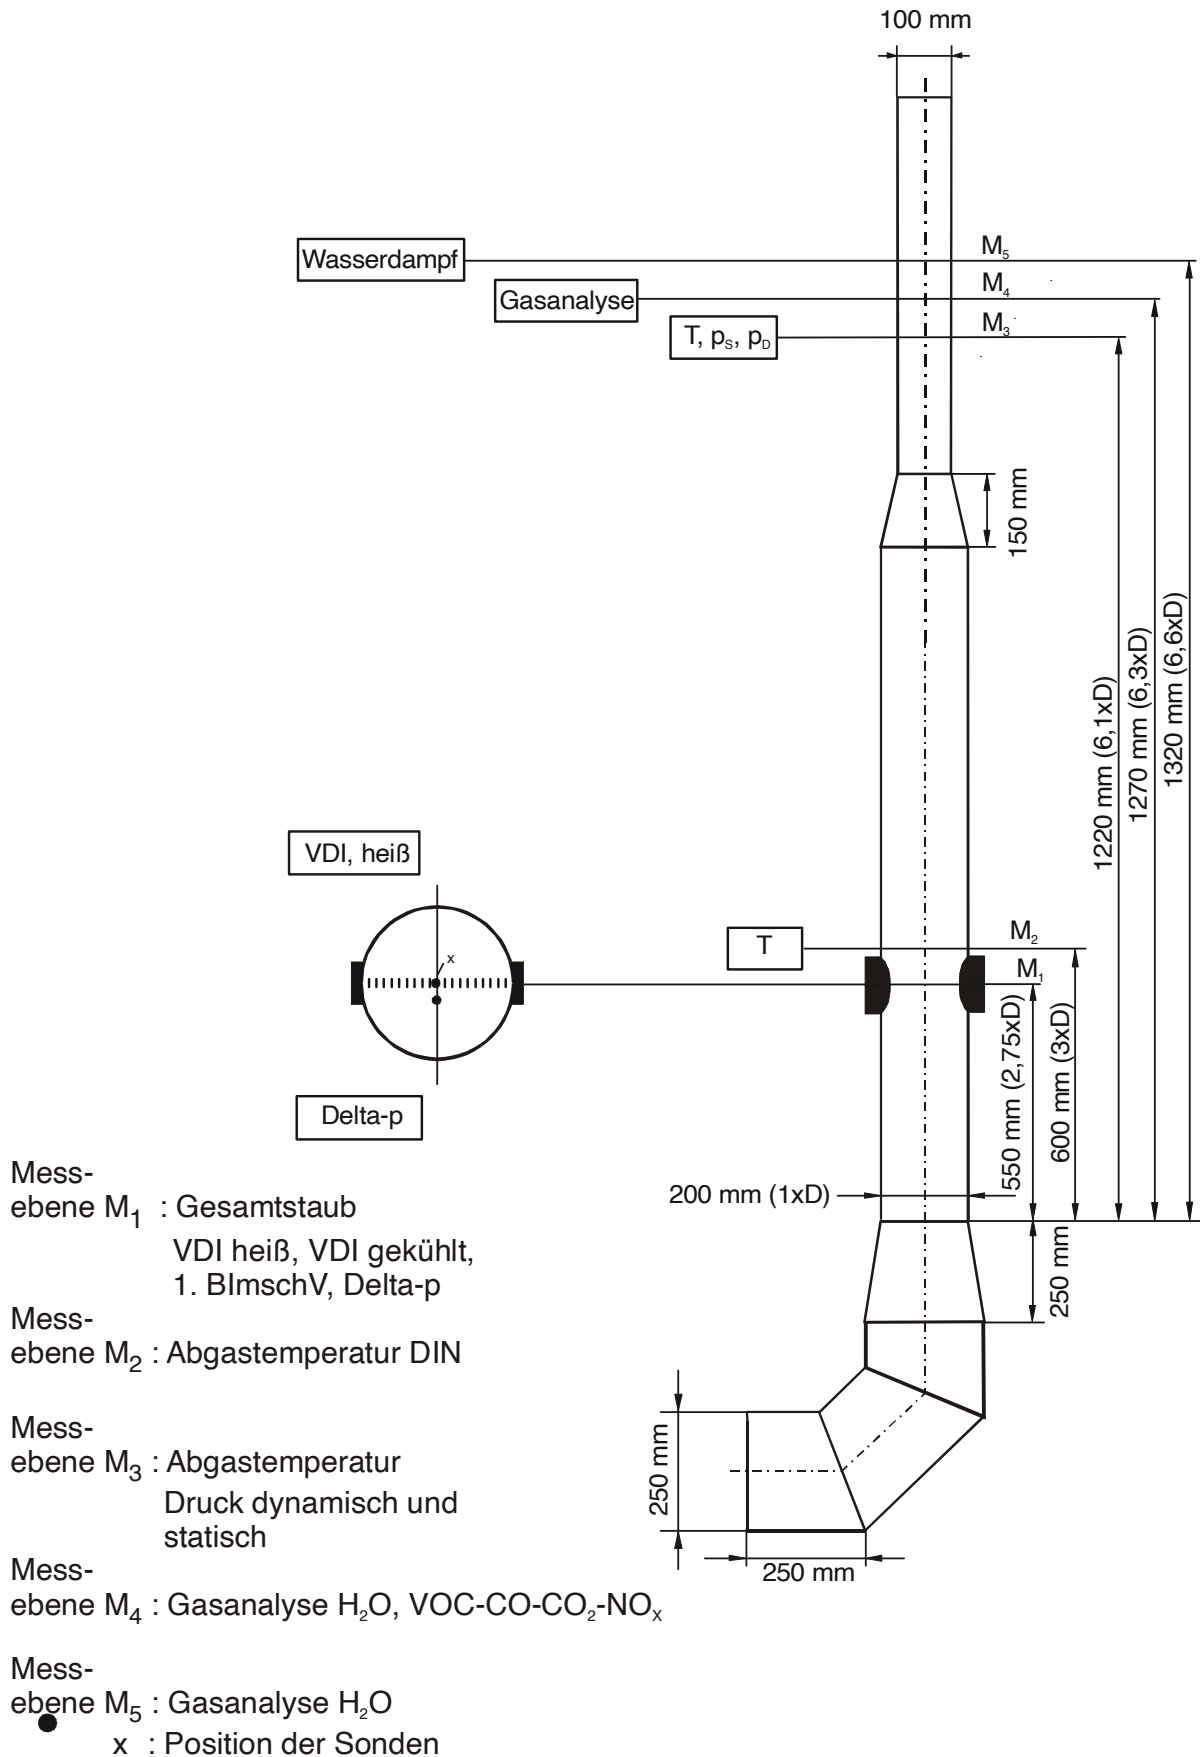 100 mm
Wasserdampf
M₅
Gasanalyse
M₄
T, pₛ, p_D
M₃
150 mm
1220 mm (6,1xD)
1270 mm (6,3xD)
1320 mm (6,6xD)
VDI, heiß
x
Delta-p
T
M₂
M₁
550 mm (2,75xD)
600 mm (3xD)
200 mm (1xD)
250 mm
250 mm
250 mm
Mess-
ebene M₁ : Gesamtstaub
VDI heiß, VDI gekühlt,
1. BImschV, Delta-p
Mess-
ebene M₂ : Abgastemperatur DIN
Mess-
ebene M₃ : Abgastemperatur
Druck dynamisch und
statisch
Mess-
ebene M₄ : Gasanalyse H₂O, VOC-CO-CO₂-NOₓ
Mess-
ebene M₅ : Gasanalyse H₂O
x : Position der Sonden